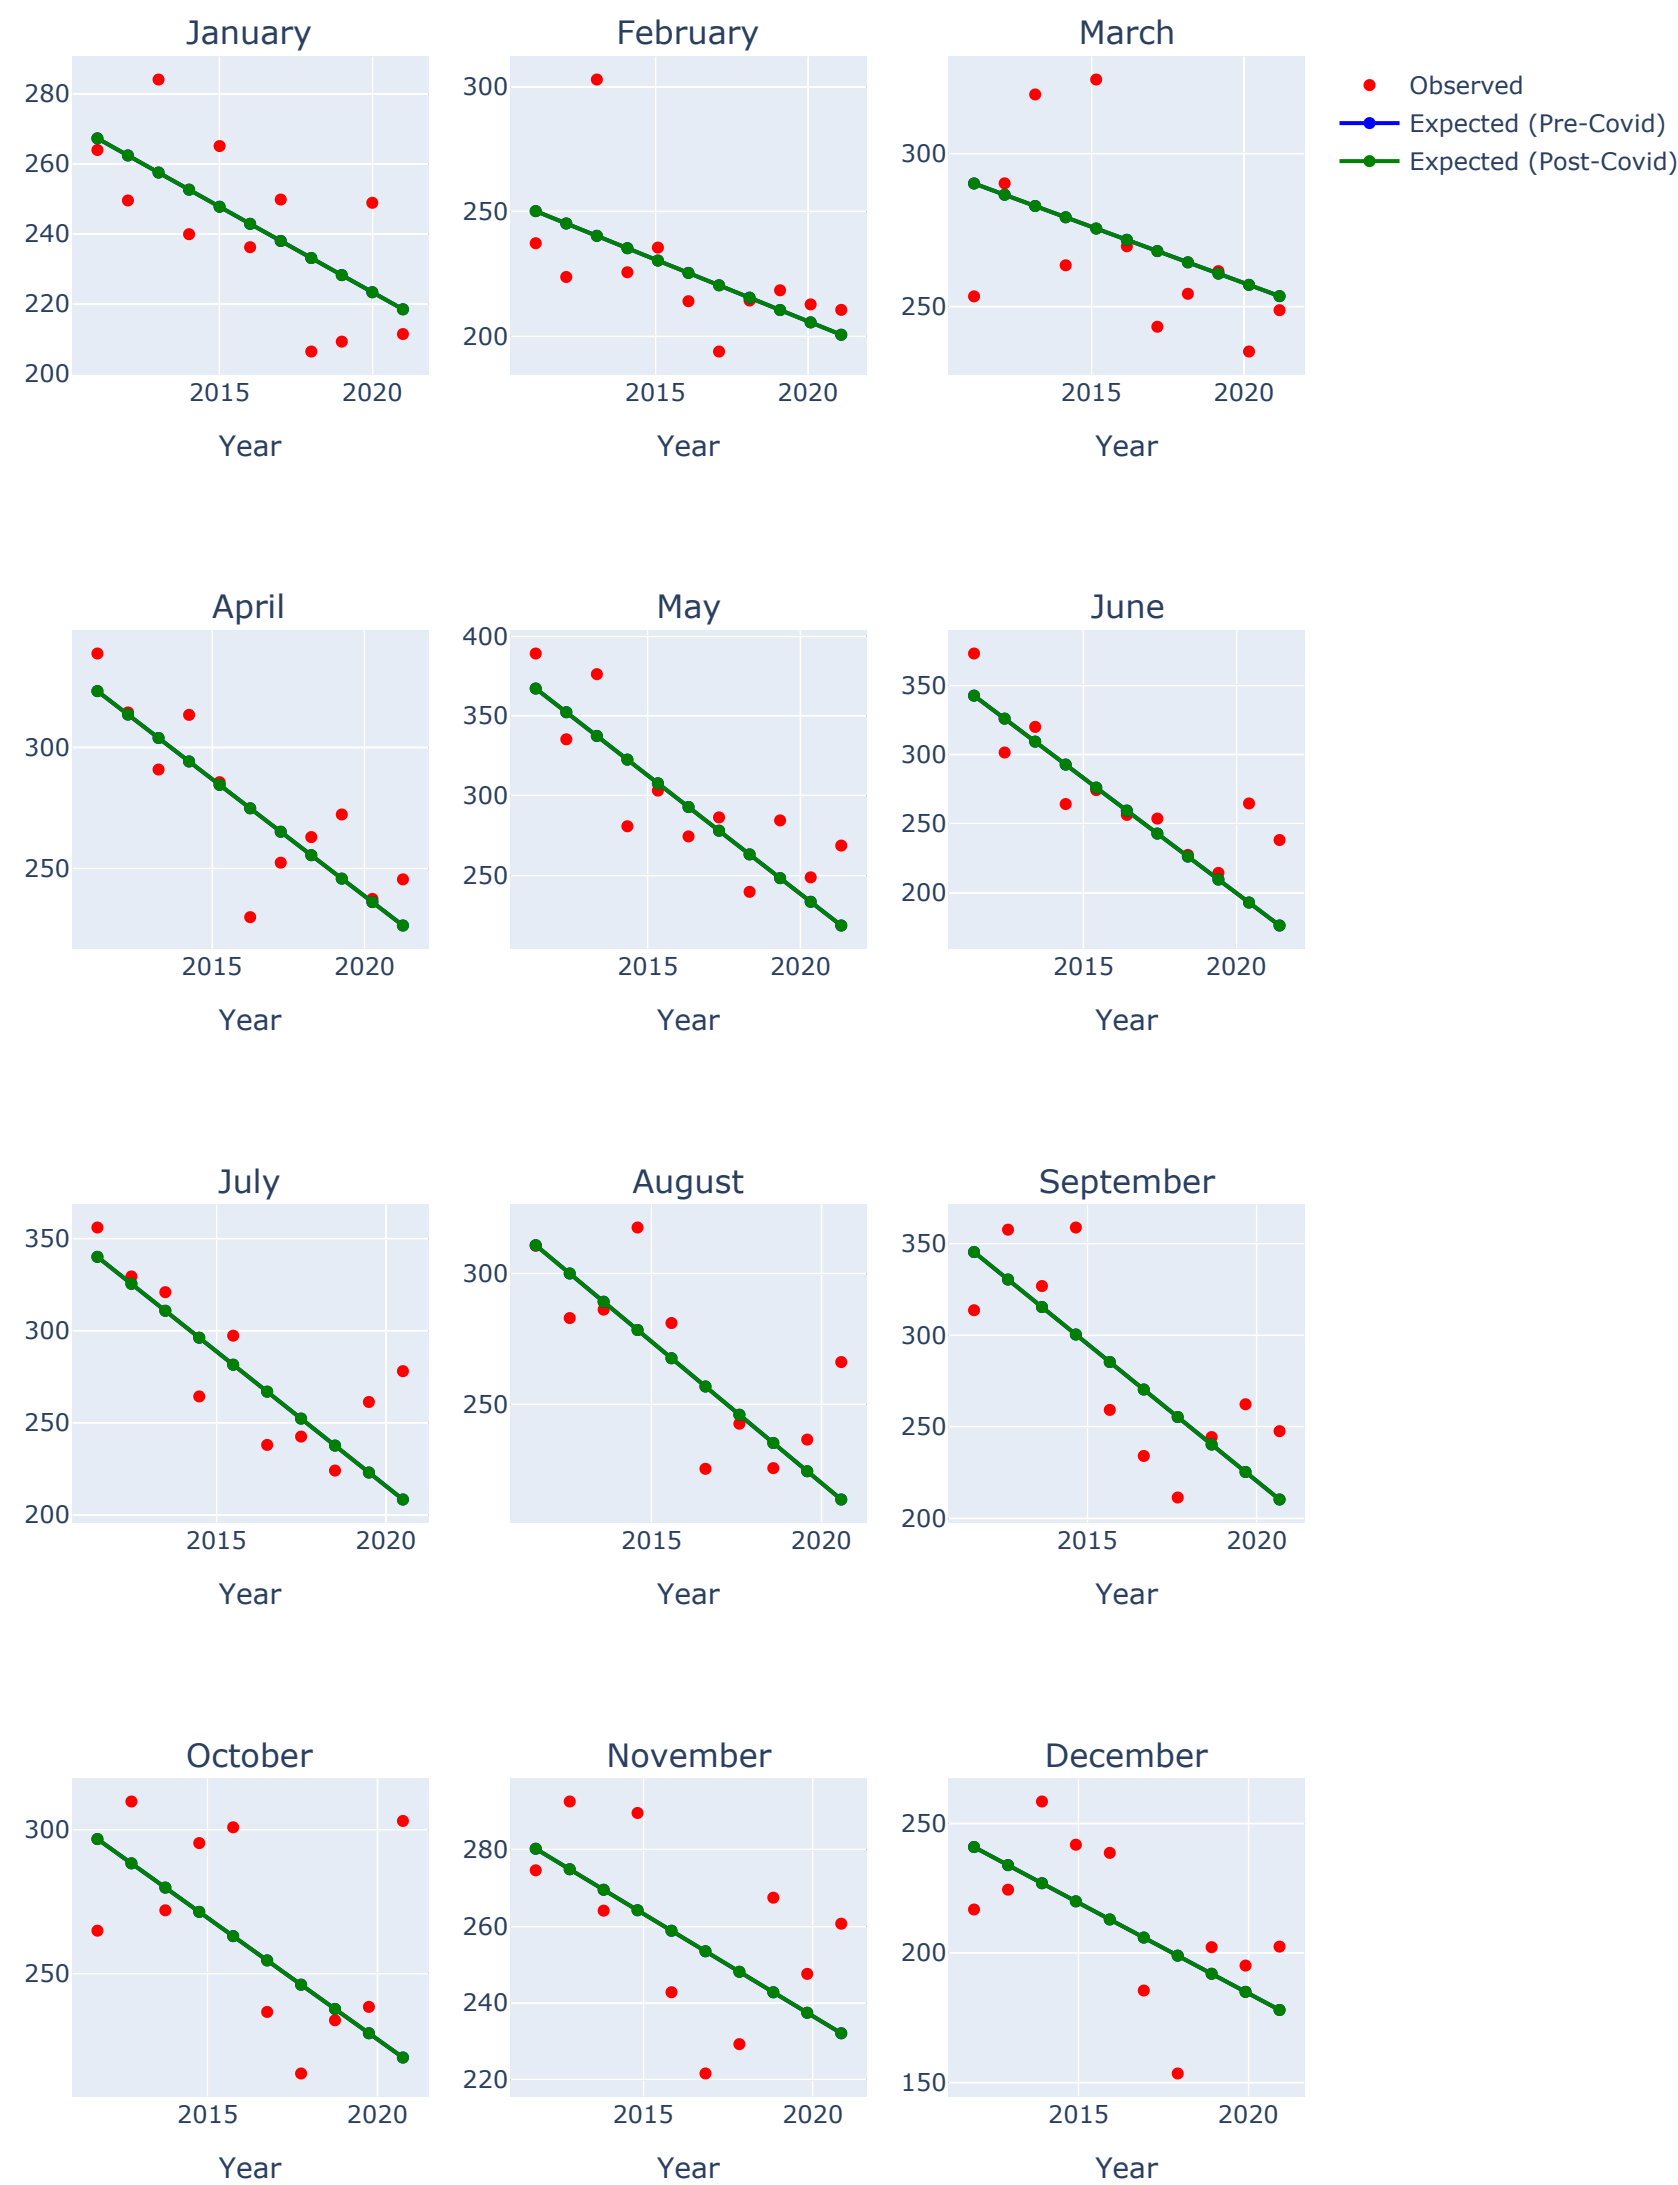 January
February
March
280
260
240
220
200
2015
2020
Year
300
250
200
2015
2020
Year
300
250
2015
2020
Year
Observed
Expected (Pre-Covid)
Expected (Post-Covid)
April
May
June
300
250
2015
2020
Year
400
350
300
250
2015
2020
Year
350
300
250
200
2015
2020
Year
July
August
September
350
300
250
200
2015
2020
Year
300
250
2015
2020
Year
350
300
250
200
2015
2020
Year
October
November
December
300
250
2015
2020
Year
280
260
240
220
2015
2020
Year
250
200
150
2015
2020
Year